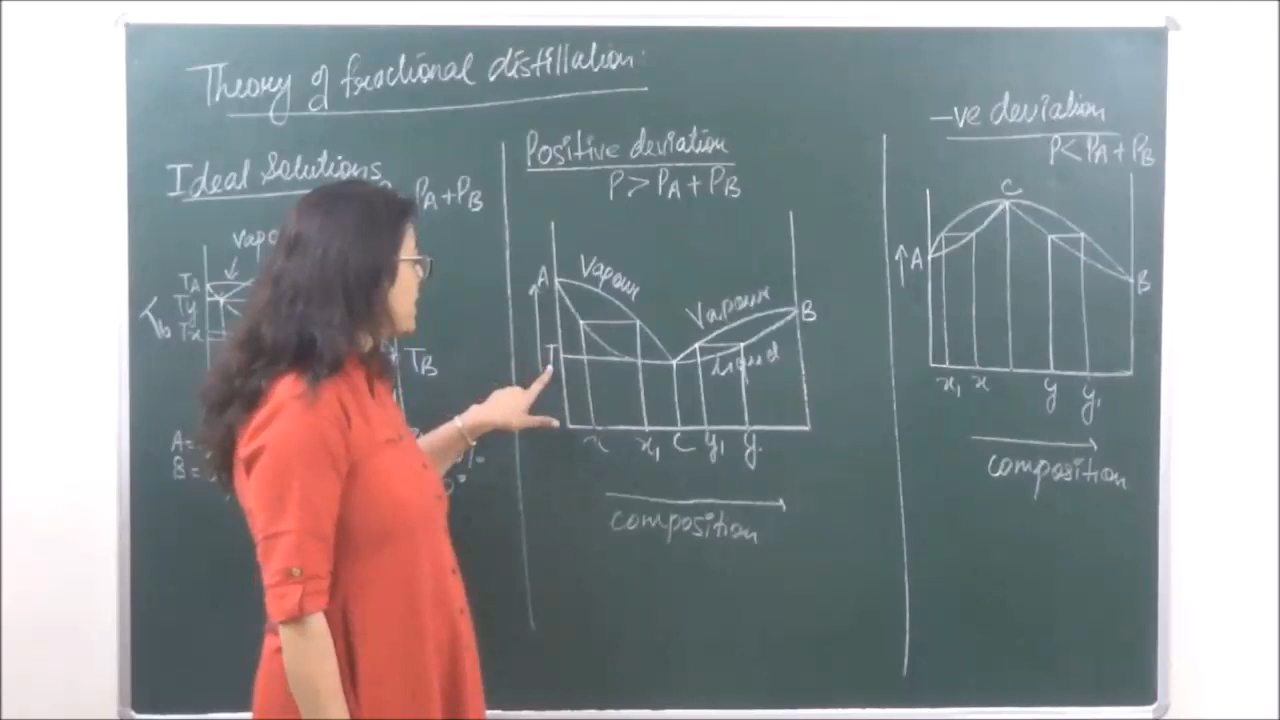 Theory of fractional distillation
Ideal Solutions
PA+PB
TA
Ty
Tx
Tb
TB
A=
B=
Positive deviation
P > PA + PB
A
Vapour
Vapour
B
T
Liquid
x x1 C y1 y
composition
-ve deviation
P < PA + PB
C
A
B
x1 x y y1
composition